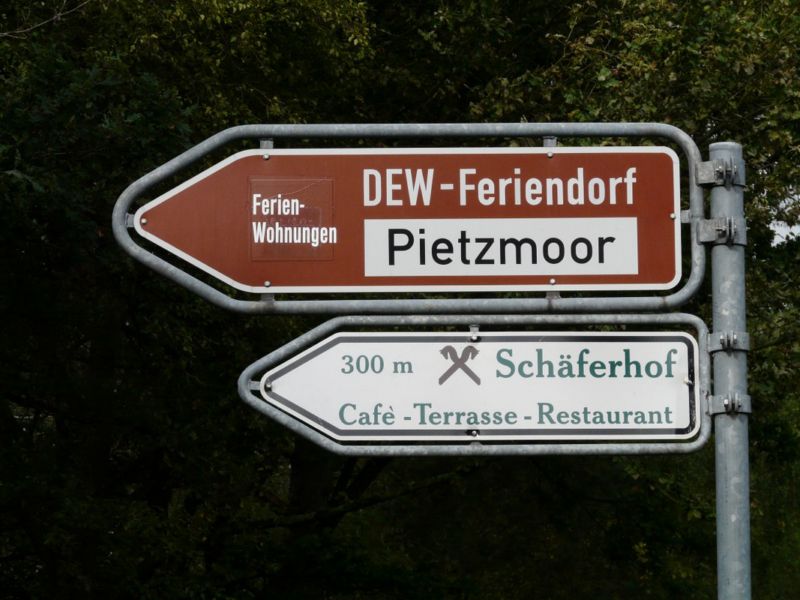 DEW-Feriendorf
Ferien-
Wohnungen
Pietzmoor
300 m Schäferhof
Cafè -Terrasse-Restaurant